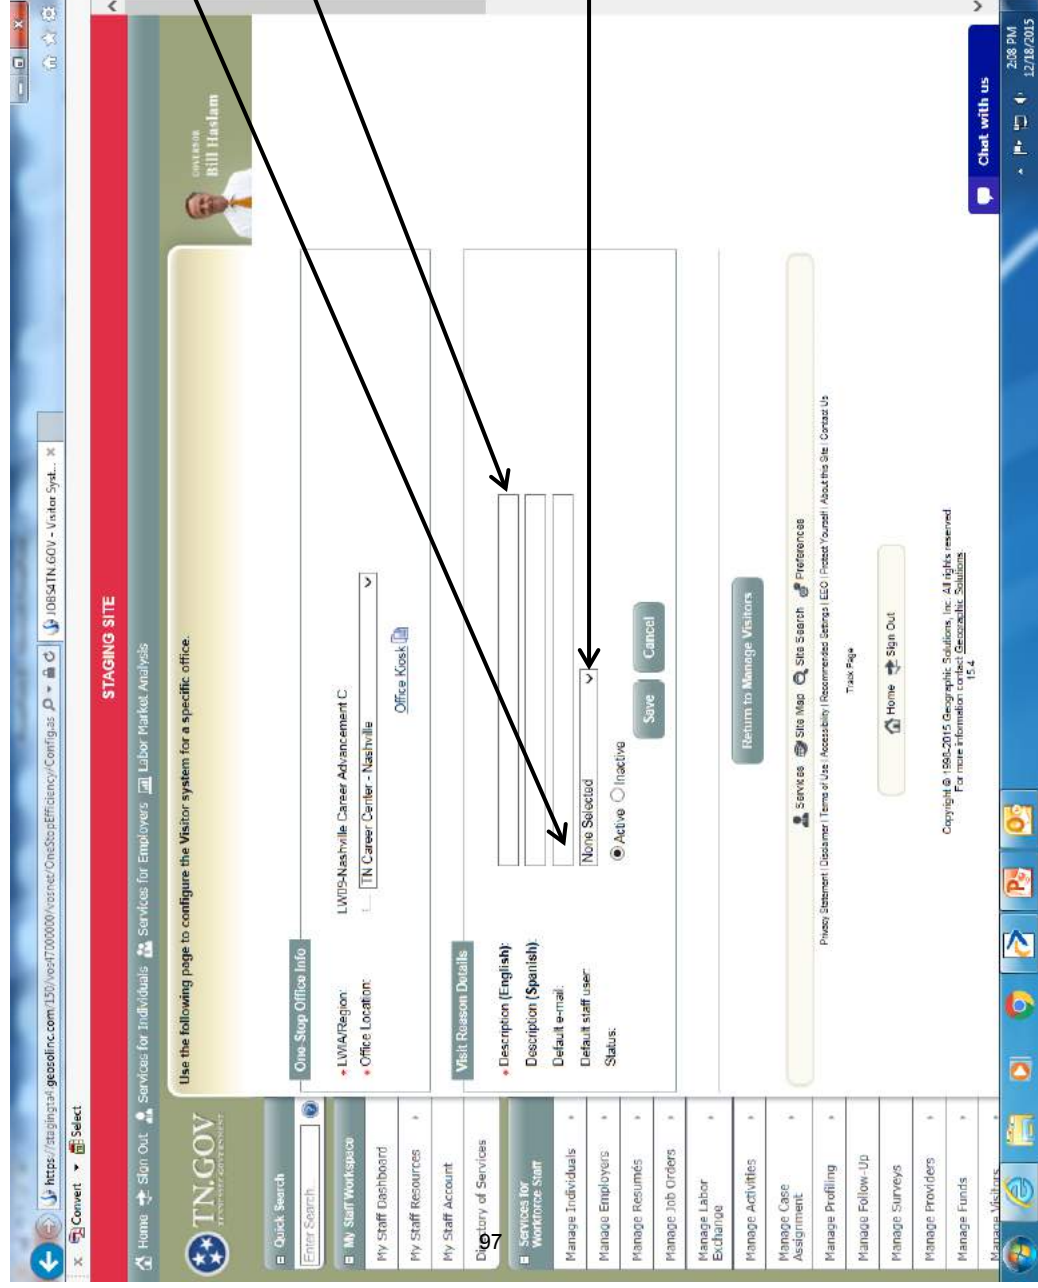 https://stagingta4.geosolinc.com/150/vos47000000/vosnet/OneStopEfficiency/Config.as
JOBS4TN.GOV - Visitor Syst...
Convert Select
STAGING SITE
Home Sign Out Services for Individuals Services for Employers Labor Market Analysis
TN.GOV
TENNESSEE GOVERNMENT
GOVERNOR
Bill Haslam
Quick Search
Enter Search
My Staff Workspace
My Staff Dashboard
My Staff Resources
My Staff Account
Directory of Services
Services for
Workforce Staff
Manage Individuals
Manage Employers
Manage Resumés
Manage Job Orders
Manage Labor
Exchange
Manage Activities
Manage Case
Assignment
Manage Profiling
Manage Follow-Up
Manage Surveys
Manage Providers
Manage Funds
Manage Visitors
Use the following page to configure the Visitor system for a specific office.
One-Stop Office Info
* LWIA/Region: LW09-Nashville Career Advancement C
* Office Location: TN Career Center - Nashville
Office Kiosk
Visit Reason Details
* Description (English):
Description (Spanish):
Default e-mail:
Default staff user: None Selected
Status: Active Inactive
Save Cancel
Return to Manage Visitors
Services Site Map Site Search Preferences
Privacy Statement | Disclaimer | Terms of Use | Accessibility | Recommended Settings | EEO | Protect Yourself | About this Site | Contact Us
Track Page
Home Sign Out
Copyright © 1998-2015 Geographic Solutions, Inc. All rights reserved
For more information contact Geographic Solutions
15.4
Chat with us
2:08 PM
12/18/2015
97